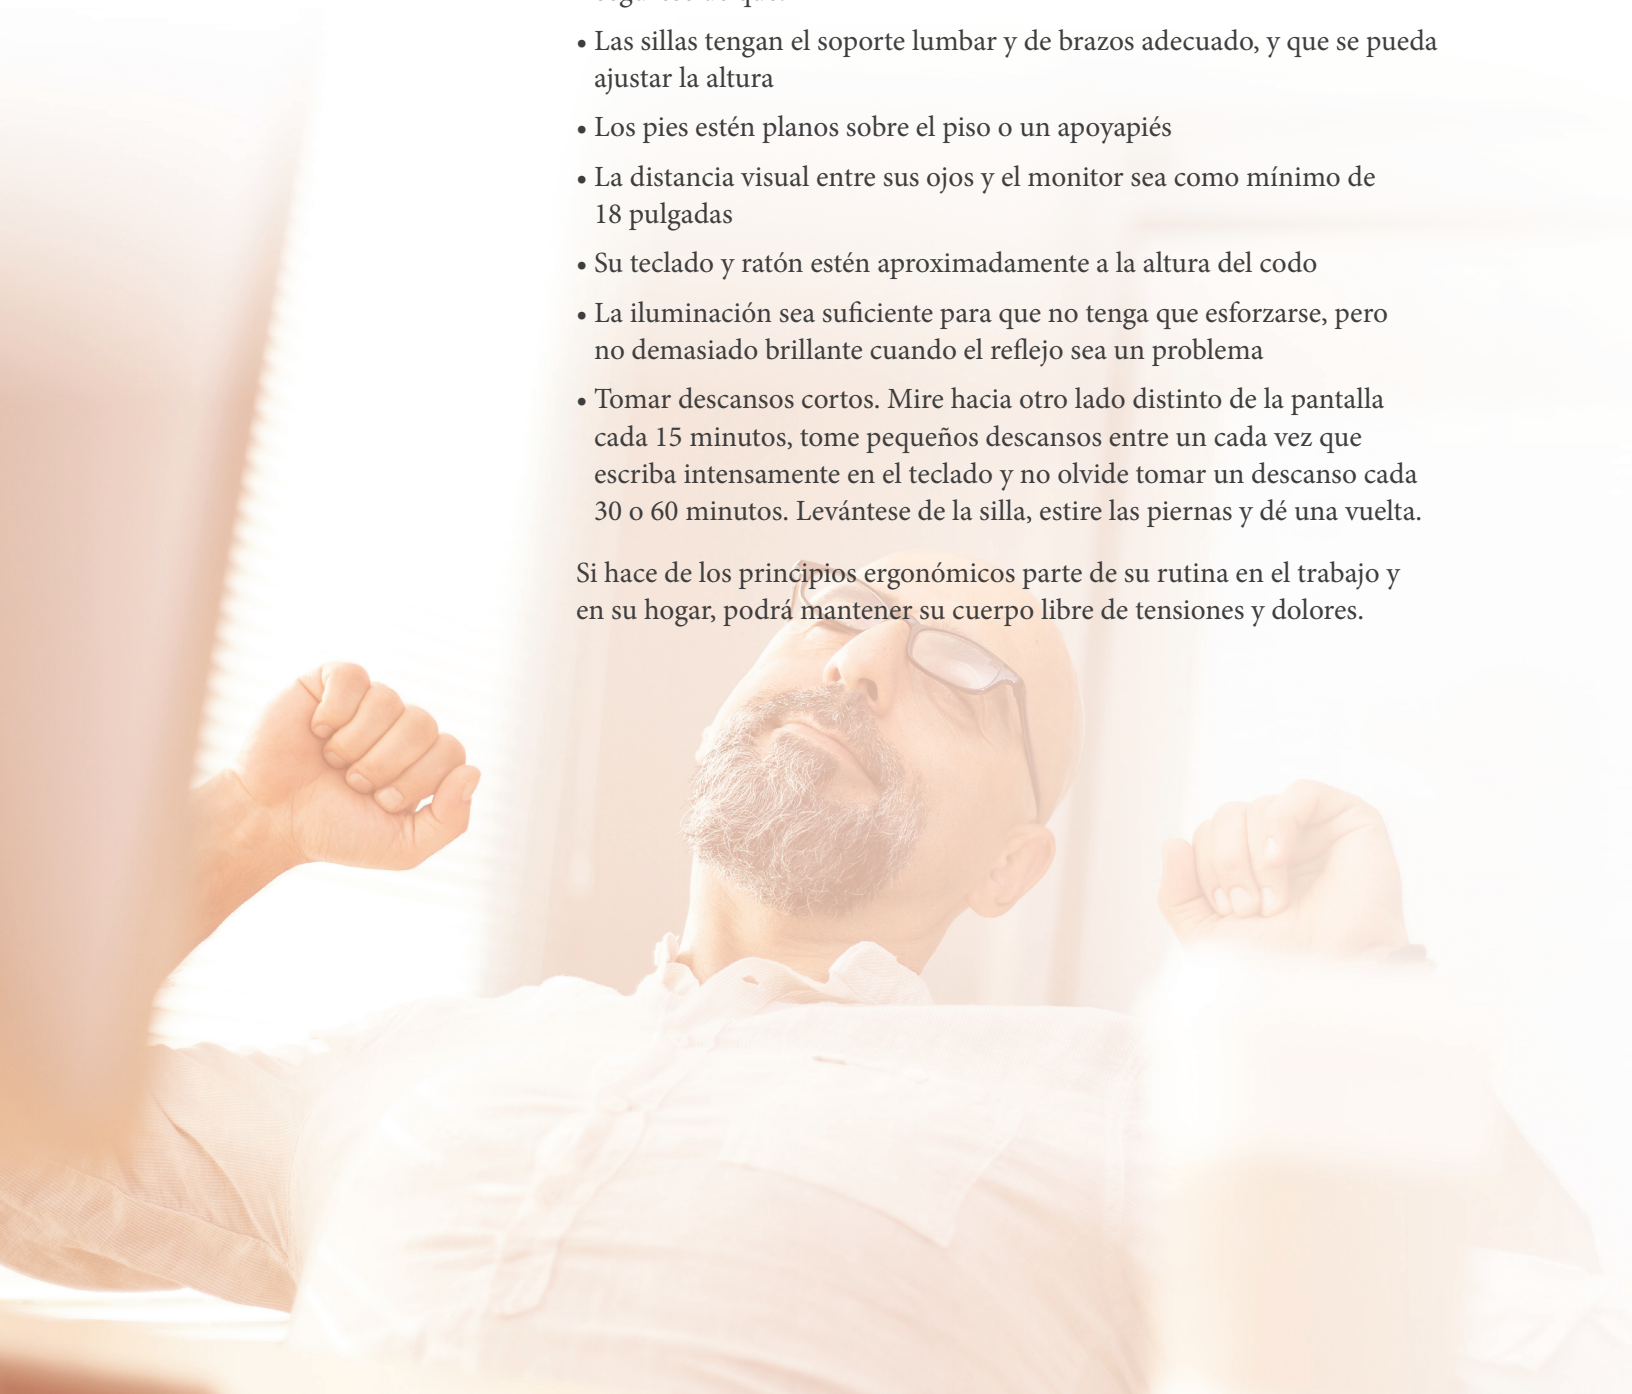 • Las sillas tengan el soporte lumbar y de brazos adecuado, y que se pueda
ajustar la altura
• Los pies estén planos sobre el piso o un apoyapiés
• La distancia visual entre sus ojos y el monitor sea como mínimo de
18 pulgadas
• Su teclado y ratón estén aproximadamente a la altura del codo
• La iluminación sea suficiente para que no tenga que esforzarse, pero
no demasiado brillante cuando el reflejo sea un problema
• Tomar descansos cortos. Mire hacia otro lado distinto de la pantalla
cada 15 minutos, tome pequeños descansos entre un cada vez que
escriba intensamente en el teclado y no olvide tomar un descanso cada
30 o 60 minutos. Levántese de la silla, estire las piernas y dé una vuelta.
Si hace de los principios ergonómicos parte de su rutina en el trabajo y
en su hogar, podrá mantener su cuerpo libre de tensiones y dolores.